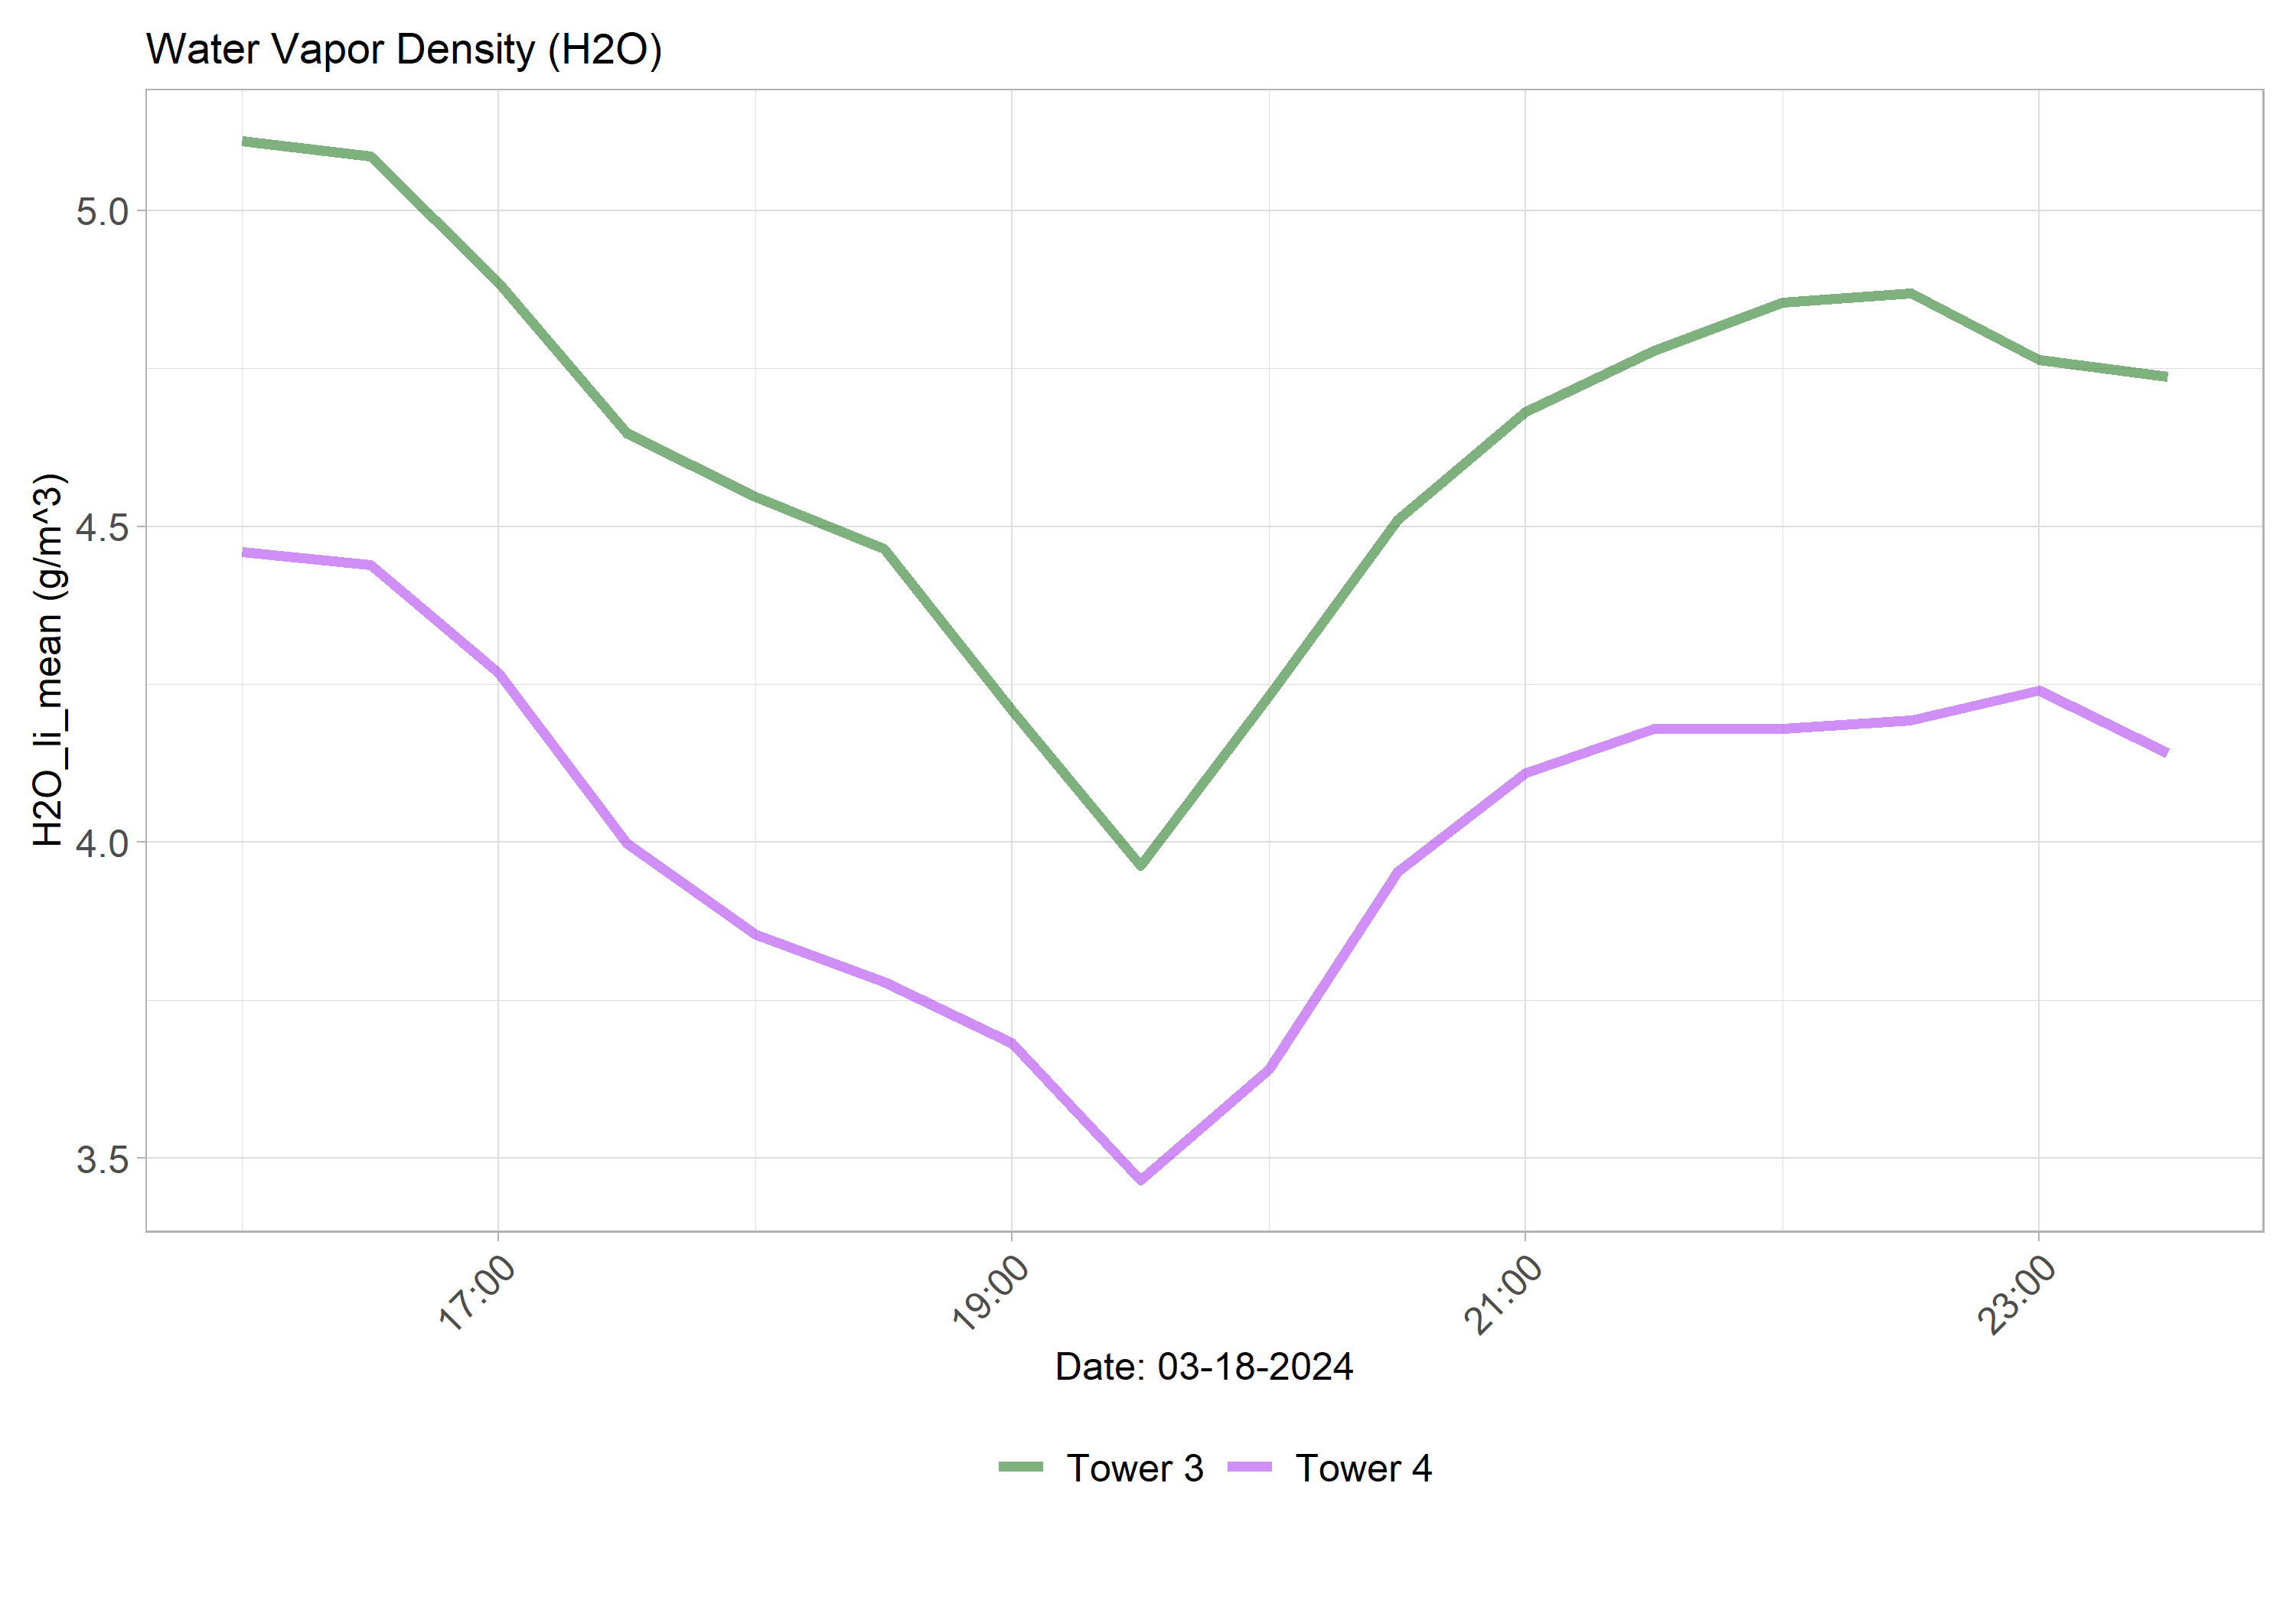 Water Vapor Density (H2O)
H2O_li_mean (g/m^3)
5.0
4.5
4.0
3.5
17:00
19:00
21:00
23:00
Date: 03-18-2024
Tower 3
Tower 4